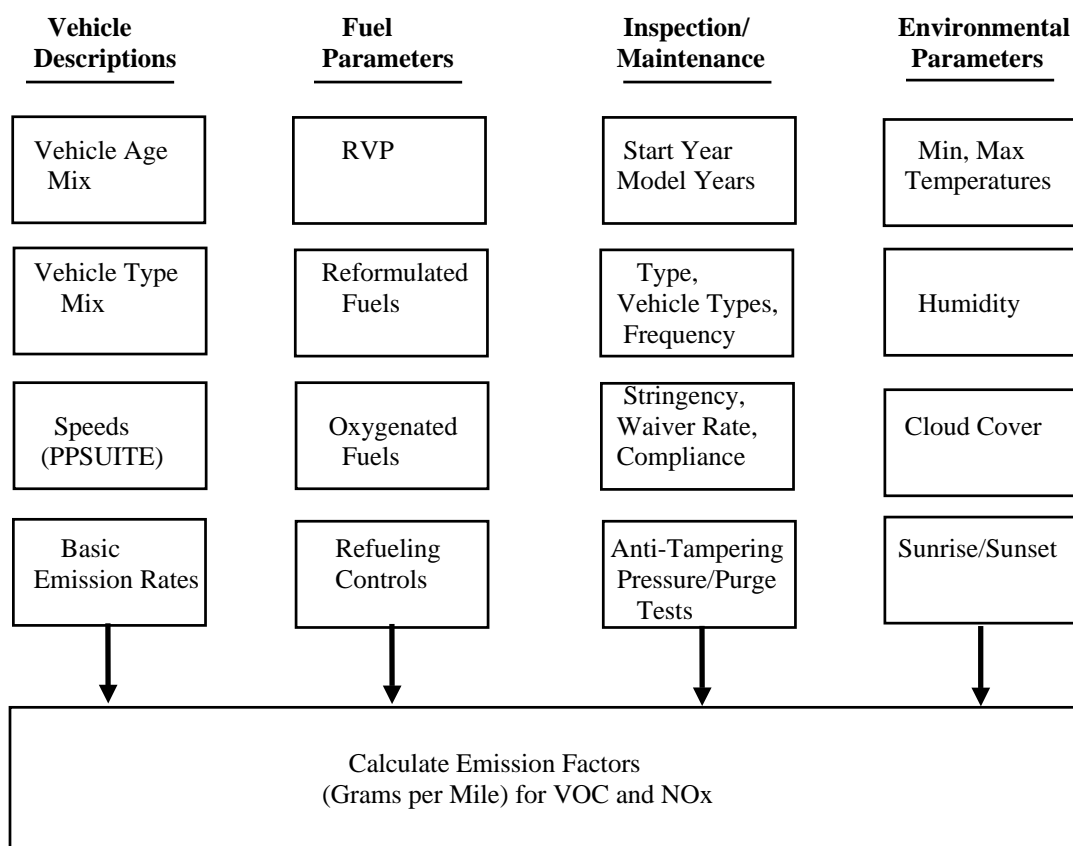 Vehicle
Descriptions
Fuel
Parameters
Inspection/
Maintenance
Environmental
Parameters
Vehicle Age
Mix
RVP
Start Year
Model Years
Min, Max
Temperatures
Vehicle Type
Mix
Reformulated
Fuels
Type,
Vehicle Types,
Frequency
Humidity
Speeds
(PPSUITE)
Oxygenated
Fuels
Stringency,
Waiver Rate,
Compliance
Cloud Cover
Basic
Emission Rates
Refueling
Controls
Anti-Tampering
Pressure/Purge
Tests
Sunrise/Sunset
Calculate Emission Factors
(Grams per Mile) for VOC and NOx